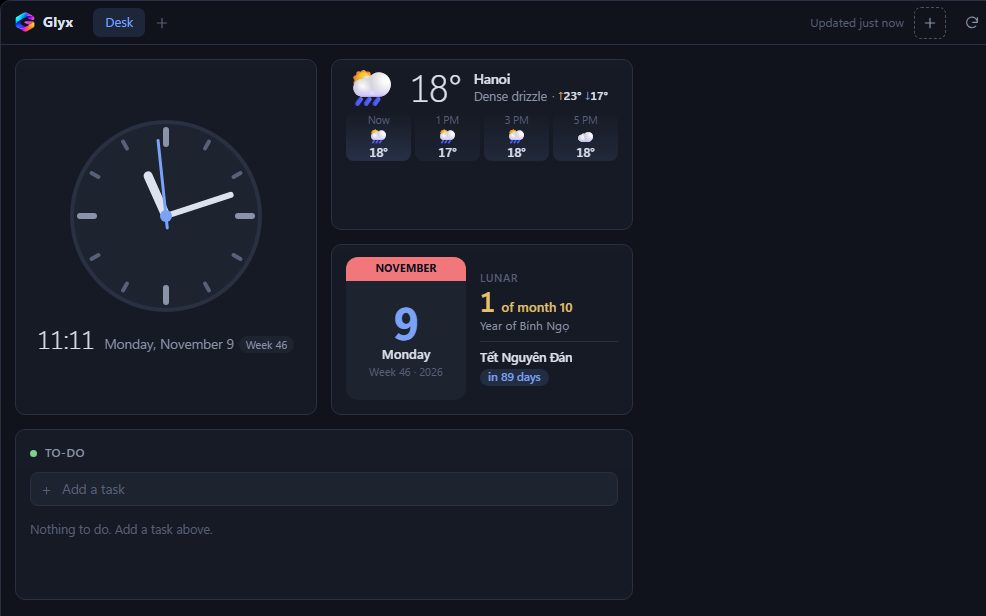 Glyx Desk + Updated just now +
18° Hanoi
Dense drizzle · ↑23° ↓17°
Now 1 PM 3 PM 5 PM
18° 17° 18° 18°
11:11 Monday, November 9 Week 46
NOVEMBER
9
Monday
Week 46 · 2026
LUNAR
1 of month 10
Year of Bính Ngọ
Tết Nguyên Đán
in 89 days
TO-DO
+ Add a task
Nothing to do. Add a task above.